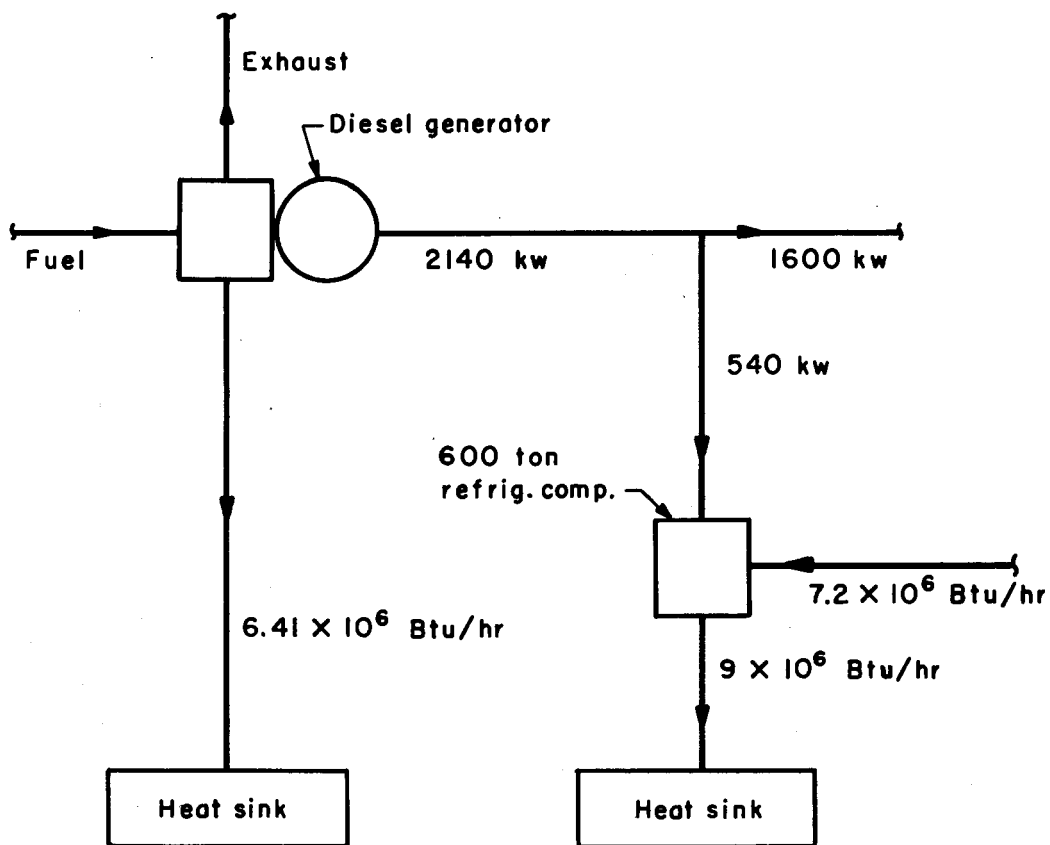 Exhaust
Diesel generator
Fuel
2140 kw
1600 kw
540 kw
600 ton
refrig. comp.
7.2 × 10⁶ Btu/hr
6.41 × 10⁶ Btu/hr
9 × 10⁶ Btu/hr
Heat sink
Heat sink